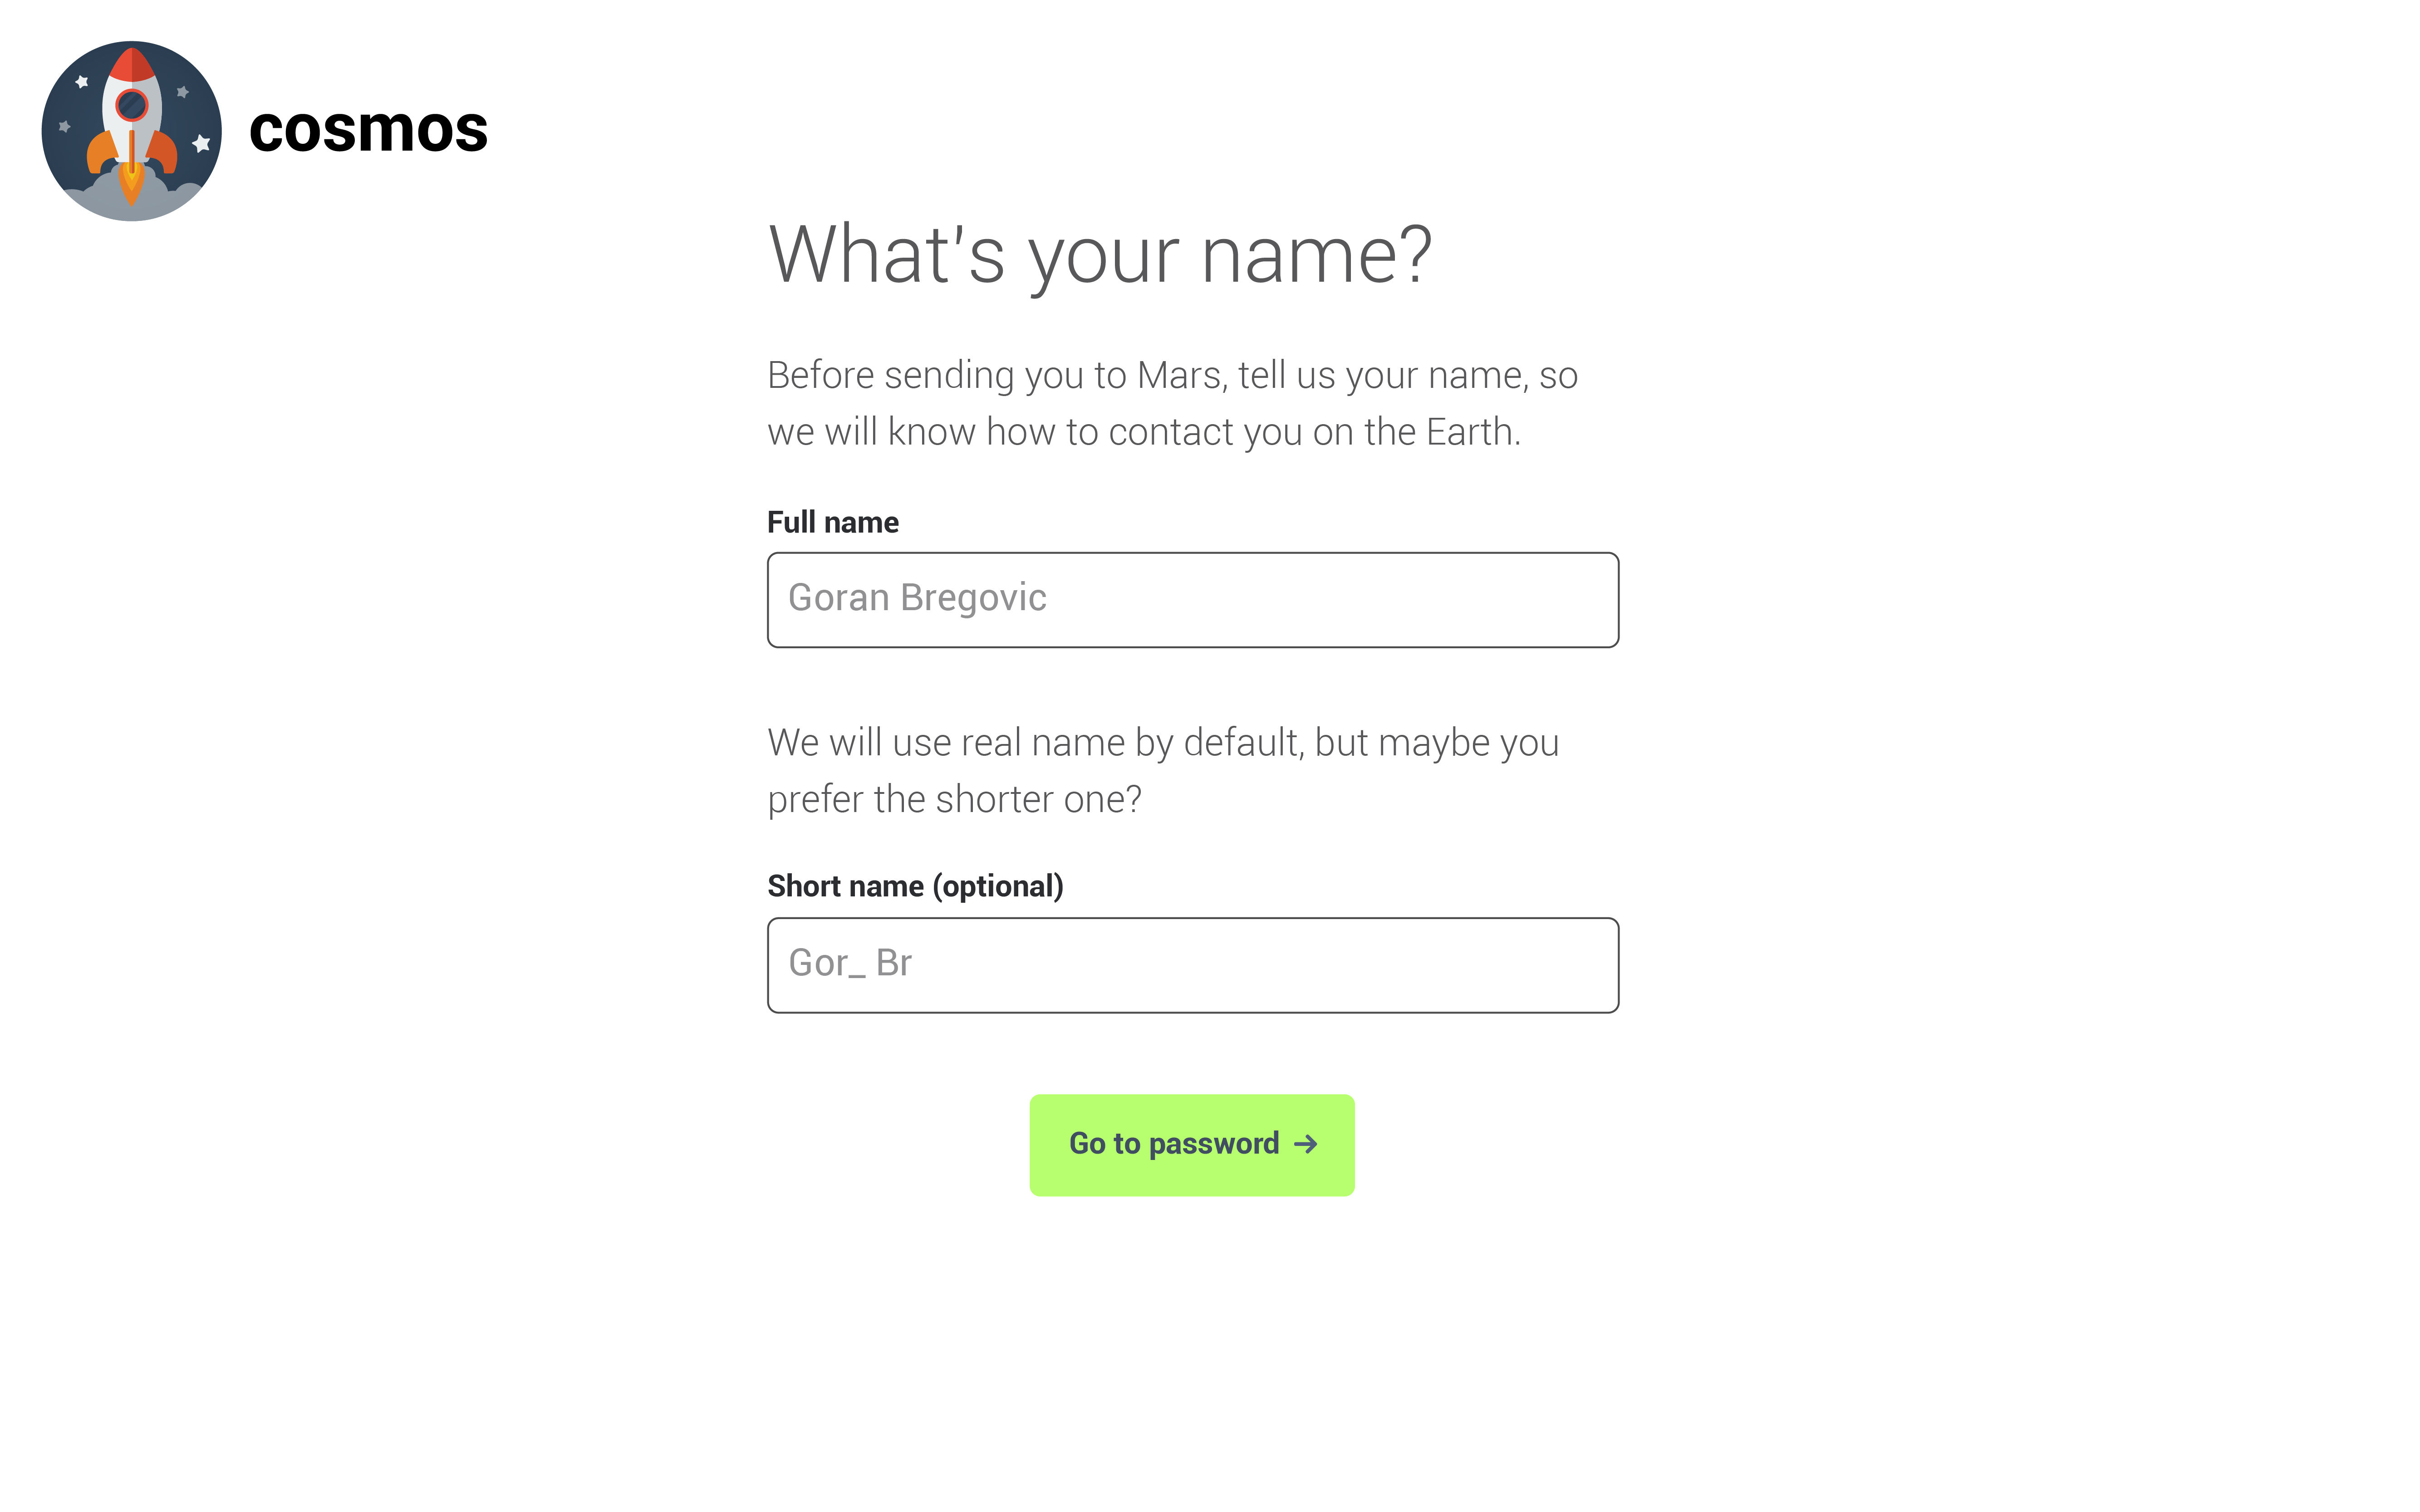 cosmos
What's your name?
Before sending you to Mars, tell us your name, so
we will know how to contact you on the Earth.
Full name
Goran Bregovic
We will use real name by default, but maybe you
prefer the shorter one?
Short name (optional)
Gor_ Br
Go to password →